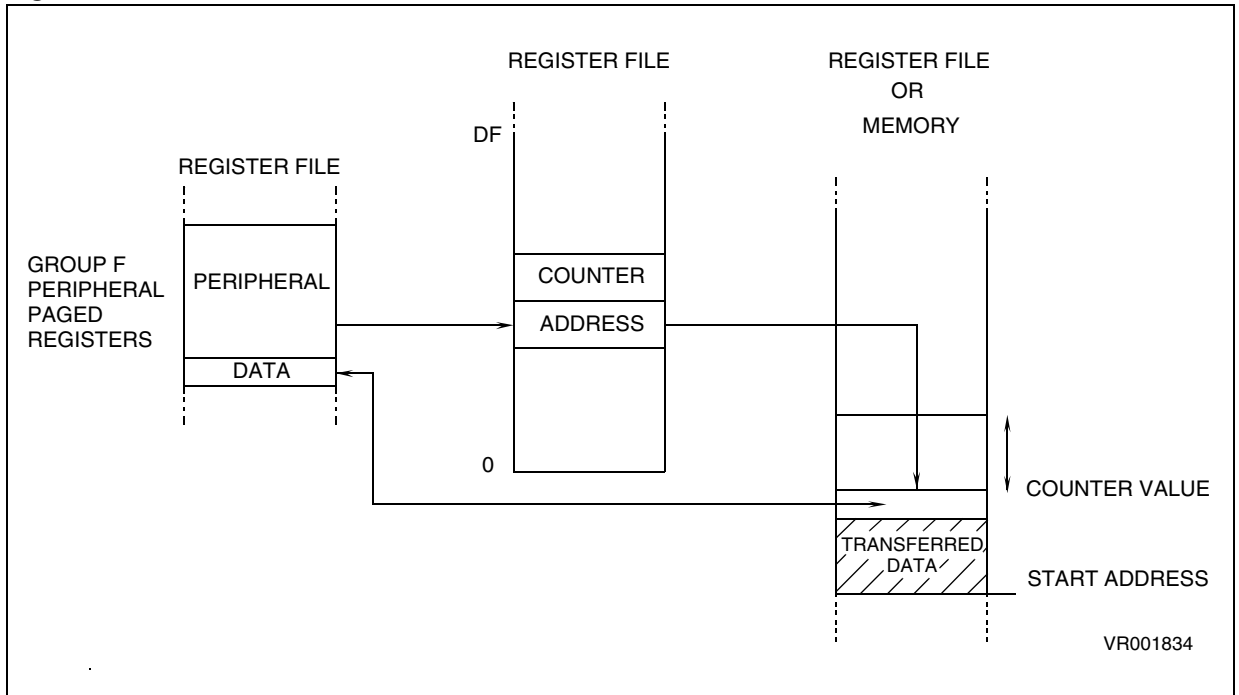 REGISTER FILE
GROUP F
PERIPHERAL
PAGED
REGISTERS
PERIPHERAL
DATA
REGISTER FILE
DF
COUNTER
ADDRESS
0
REGISTER FILE
OR
MEMORY
COUNTER VALUE
TRANSFERRED
DATA
START ADDRESS
VR001834